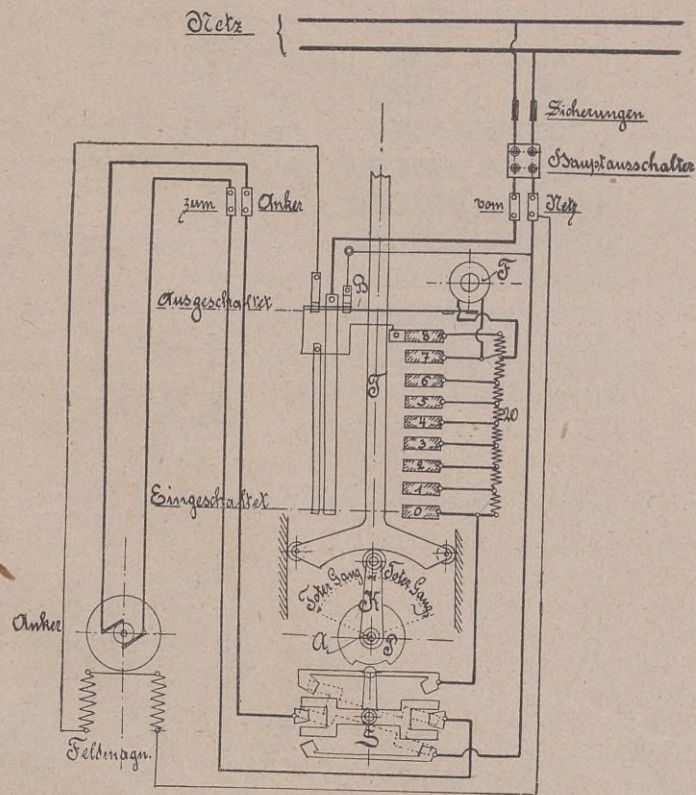 Netz
Sicherungen
Hauptausschalter
zum Anker
vom Netz
F
B
Ausgeschaltet
8
7
T
6
5
20
4
3
2
1
Eingeschaltet
0
Toter Gang
Toter Gang
K
Anker
A
P
S
Feldmagn.